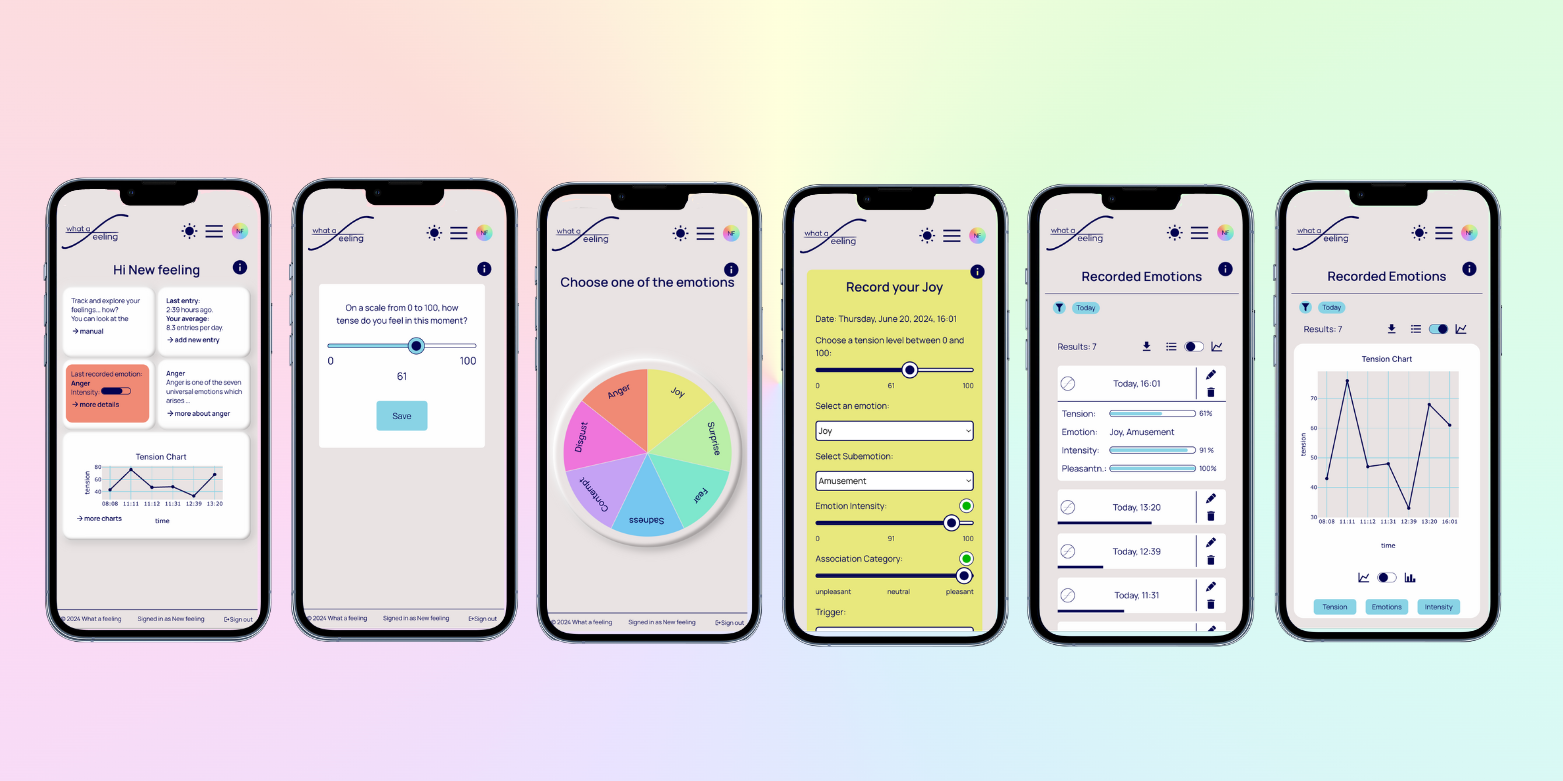 what a
eeling
NF
Hi New feeling
i
Track and explore your
feelings... how?
You can look at the
→ manual
Last entry:
2:39 hours ago.
Your average:
8.3 entries per day.
→ add new entry
Last recorded emotion:
Anger
Intensity:
→ more details
Anger
Anger is one of the seven
universal emotions which
arises ...
→ more about anger
Tension Chart
80
60
40
tension
08:08 11:11 11:12 11:31 12:39 13:20
→ more charts
time
© 2024 What a feeling
Signed in as New feeling
Sign out
what a
eeling
NF
i
On a scale from 0 to 100, how
tense do you feel in this moment?
0 100
61
Save
© 2024 What a feeling
Signed in as New feeling
Sign out
what a
eeling
NF
i
Choose one of the emotions
Anger
Joy
Surprise
Fear
Sadness
Contempt
Disgust
© 2024 What a feeling
Signed in as New feeling
Sign out
what a
eeling
NF
i
Record your Joy
Date: Thursday, June 20, 2024, 16:01
Choose a tension level between 0 and
100:
0 61 100
Select an emotion:
Joy
Select Subemotion:
Amusement
Emotion Intensity:
0 91 100
Association Category:
unpleasant neutral pleasant
Trigger:
what a
eeling
NF
i
Recorded Emotions
Today
Results: 7
Today, 16:01
Tension: 61%
Emotion: Joy, Amusement
Intensity: 91 %
Pleasantn.: 100%
Today, 13:20
Today, 12:39
Today, 11:31
what a
eeling
NF
i
Recorded Emotions
Today
Results: 7
Tension Chart
70
60
50
40
30
tension
08:08 11:11 11:12 11:31 12:39 13:20 16:01
time
Tension
Emotions
Intensity